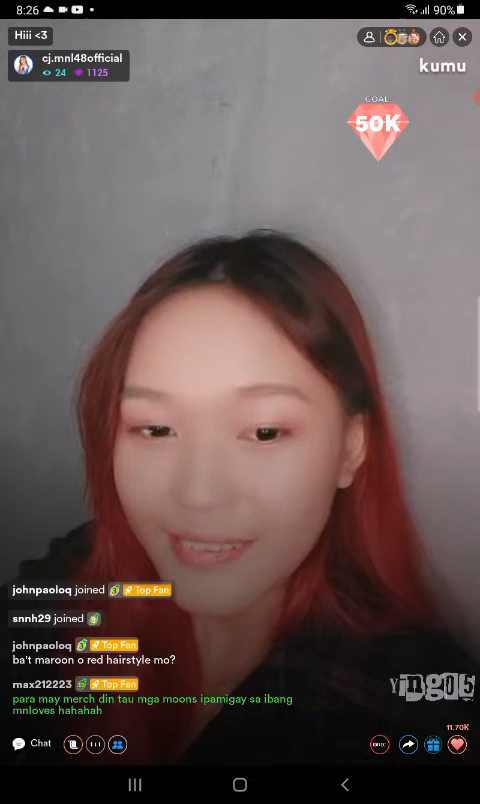 8:26
90%
Hiii <3
cj.mnl48official
24 1125
kumu
GOAL
50K
johnpaoloq joined Top Fan
snnh29 joined
johnpaoloq Top Fan
ba't maroon o red hairstyle mo?
max212223 Top Fan
para may merch din tau mga moons ipamigay sa ibang
mnloves hahahah
Yingo5
11.70K
Chat